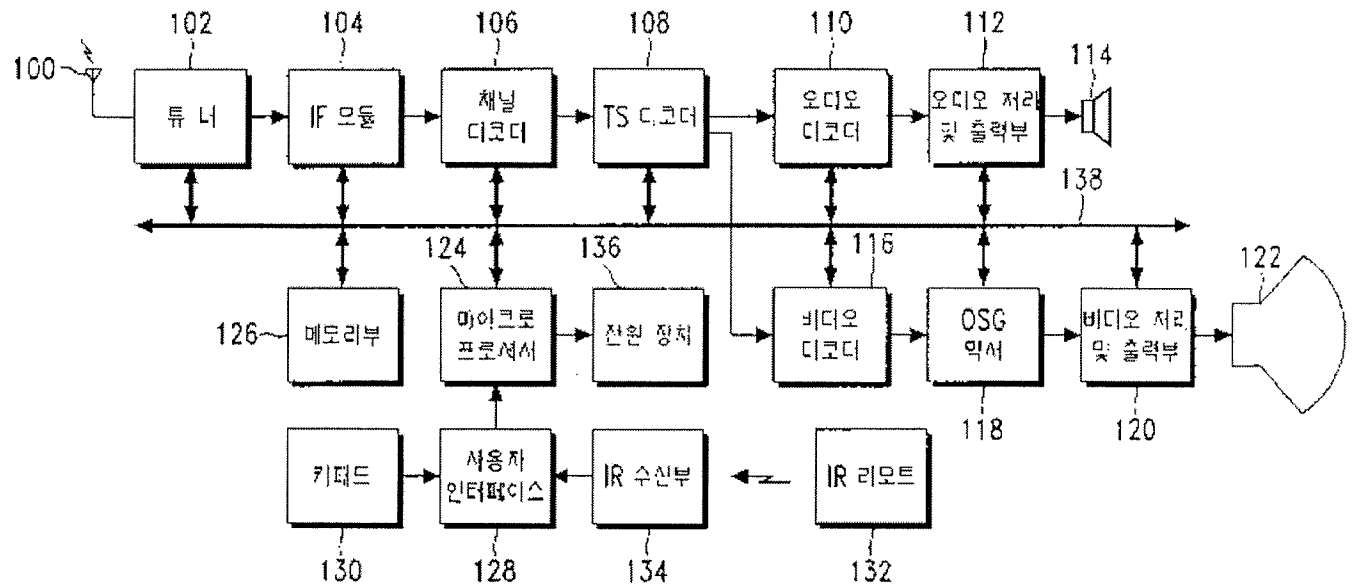 102 104 106 108 110 112
100 114
튜 너
IF 모듈
채널
디코더
TS 디코더
오디오
디코더
오디오 처리
및 출력부
138
124 136 116 122
126
메모리부
마이크로
프로세서
전원 장치
비디오
디코더
OSG
믹서
비디오 처리
및 출력부
118 120
키패드
사용자
인터페이스
IR 수신부
IR 리모트
130 128 134 132